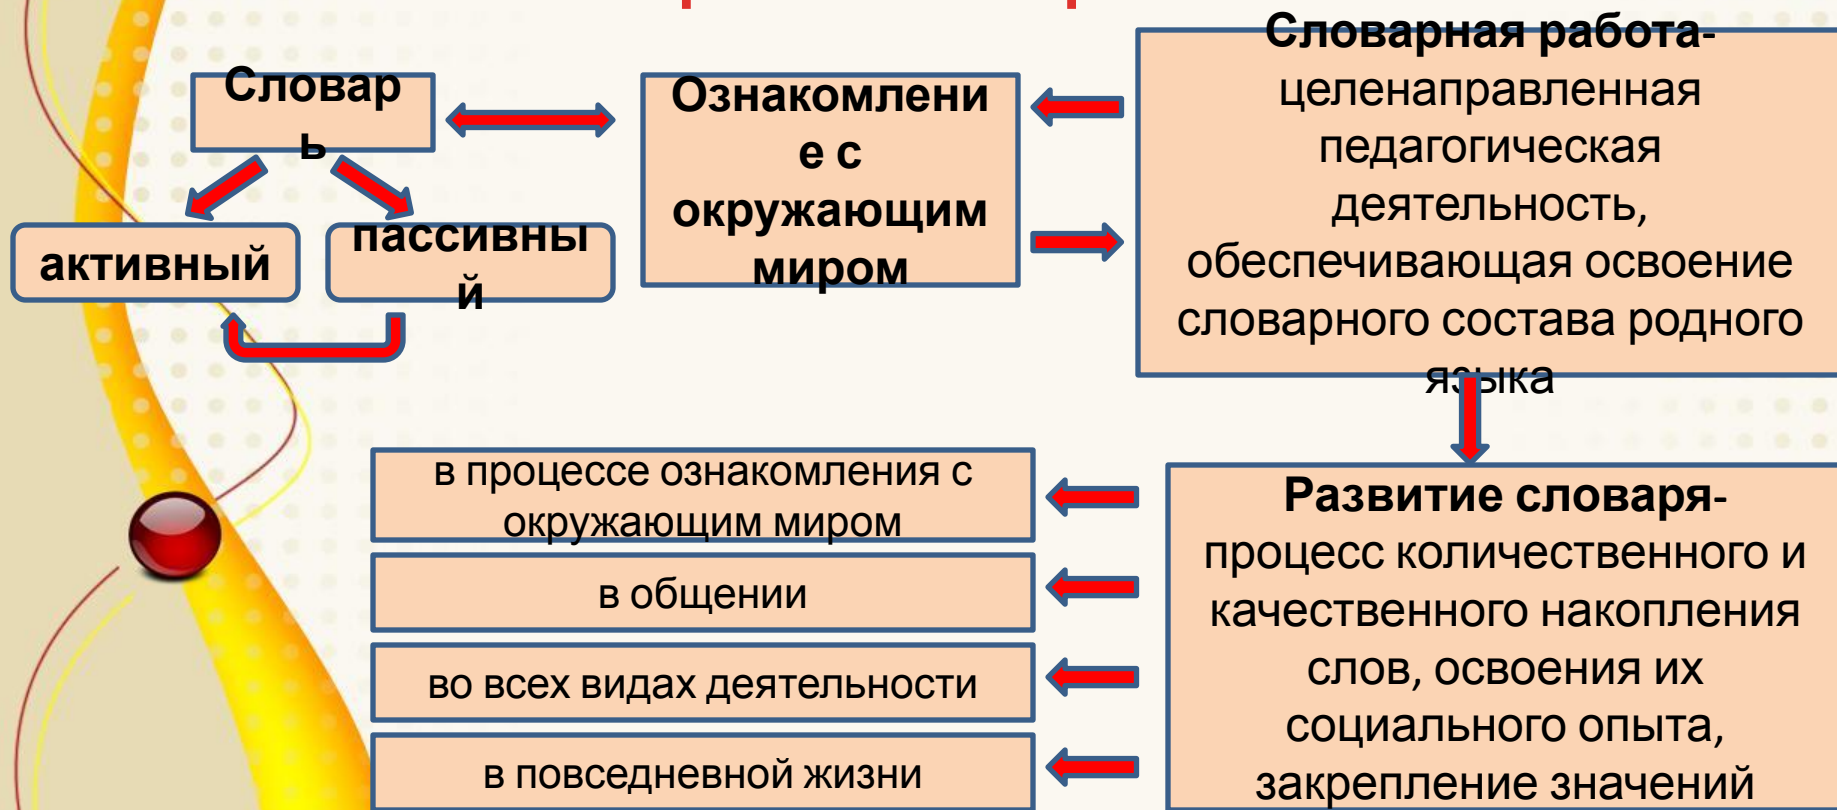 Словар
ь
активный
пассивны
й
Ознакомлени
е с
окружающим
миром
Словарная работа-
целенаправленная
педагогическая
деятельность,
обеспечивающая освоение
словарного состава родного
языка
Развитие словаря-
процесс количественного и
качественного накопления
слов, освоения их
социального опыта,
закрепление значений
в процессе ознакомления с
окружающим миром
в общении
во всех видах деятельности
в повседневной жизни